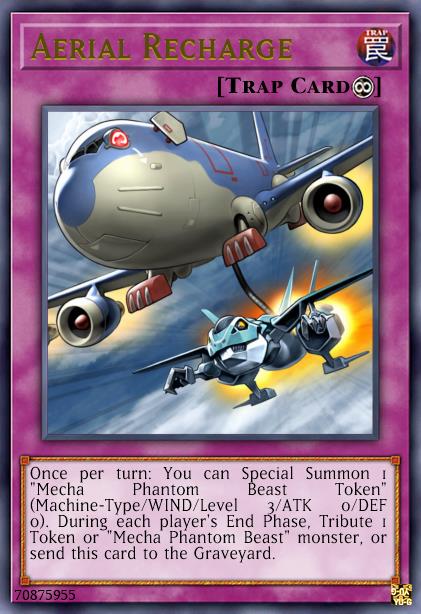 Aerial Recharge
TRAP
罠
[Trap Card]
Once per turn: You can Special Summon 1
"Mecha Phantom Beast Token"
(Machine-Type/WIND/Level 3/ATK 0/DEF
0). During each player's End Phase, Tribute 1
Token or "Mecha Phantom Beast" monster, or
send this card to the Graveyard.
70875955